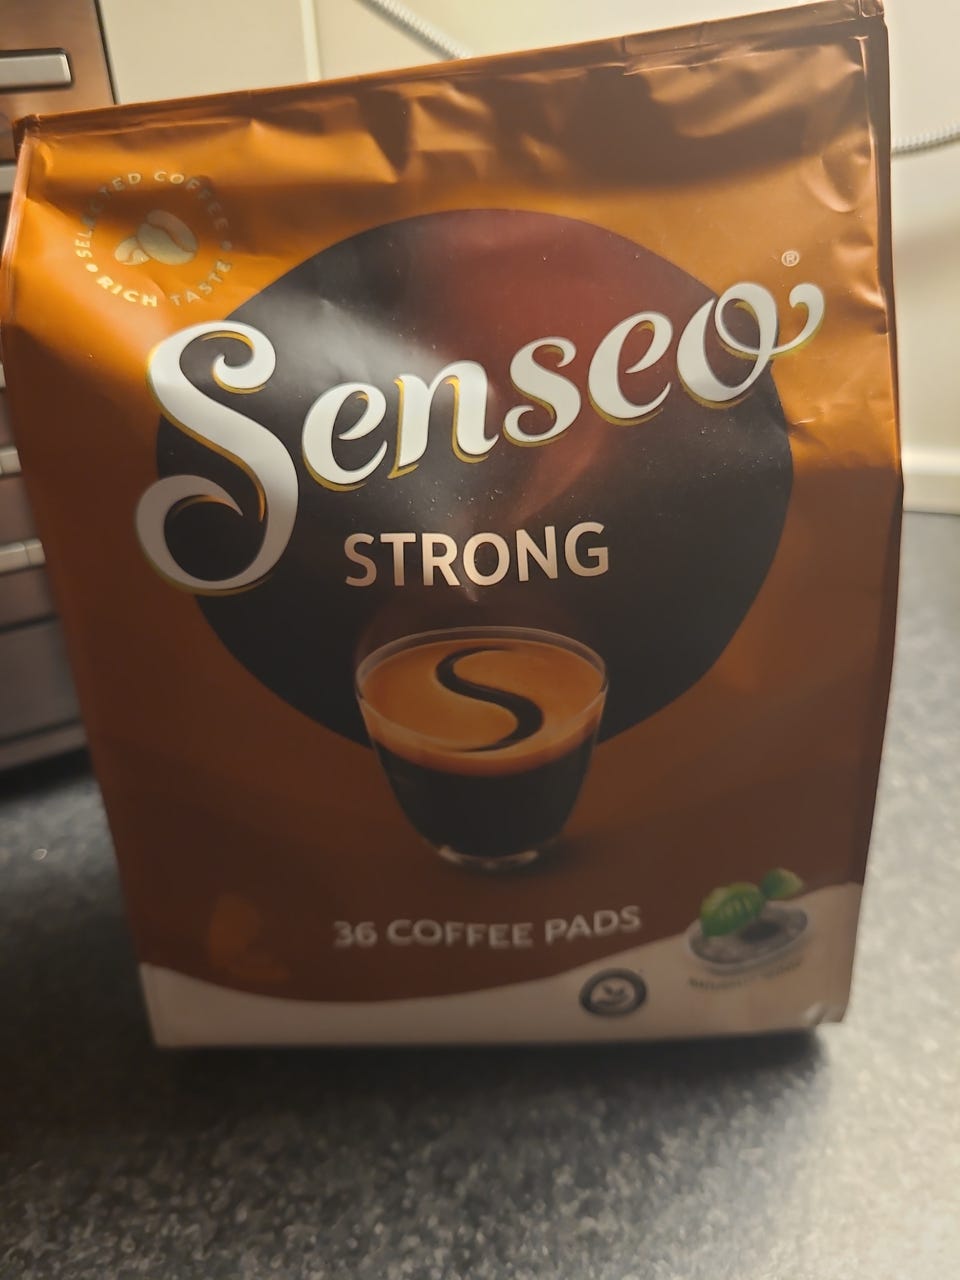 SELECTED COFFEE
RICH TASTE
Senseo®
STRONG
36 COFFEE PADS